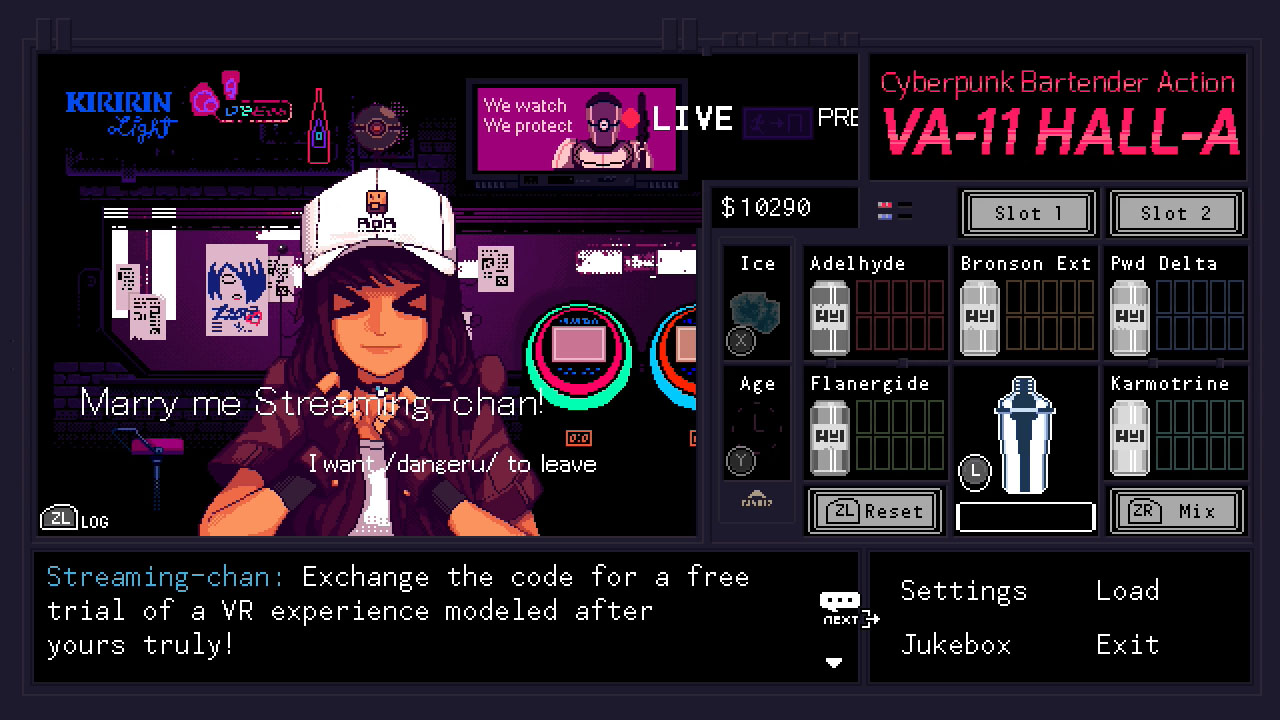 KIRIRIN
Light
We watch
We protect
LIVE
PRE
Cyberpunk Bartender Action
VA-11 HALL-A
$10290
Slot 1
Slot 2
Ice
Adelhyde
Bronson Ext
Pwd Delta
X
Age
Flanergide
Karmotrine
Y
L
Marry me Streaming-chan!
I want /dangeru/ to leave
ZL LOG
ZL Reset
ZR Mix
Streaming-chan: Exchange the code for a free
trial of a VR experience modeled after
yours truly!
NEXT
Settings
Load
Jukebox
Exit